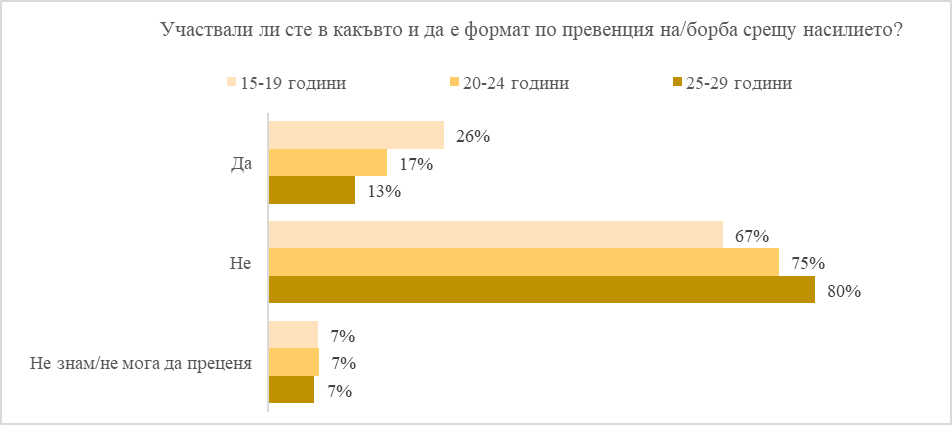 Участвали ли сте в какъвто и да е формат по превенция на/борба срещу насилието?
15-19 години 20-24 години 25-29 години
Да
26%
17%
13%
Не
67%
75%
80%
Не знам/не мога да преценя
7%
7%
7%